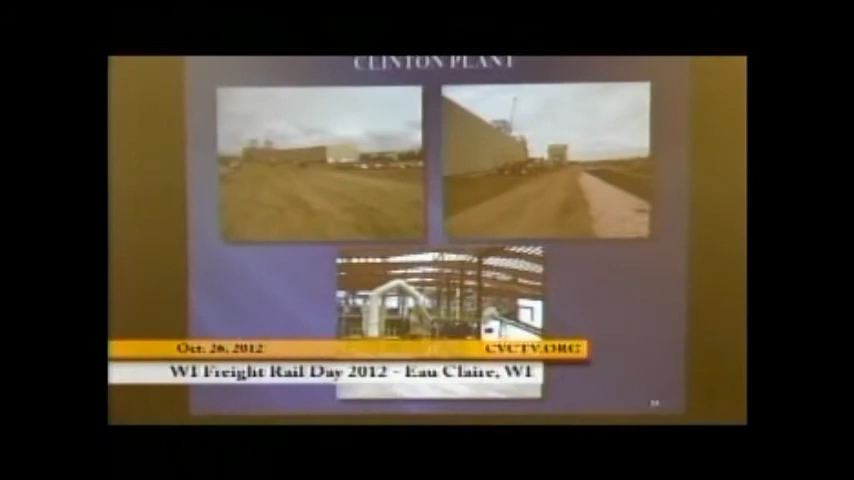 CLINTON PLANT
Oct. 26, 2012 CVCTV.ORG
WI Freight Rail Day 2012 - Eau Claire, WI